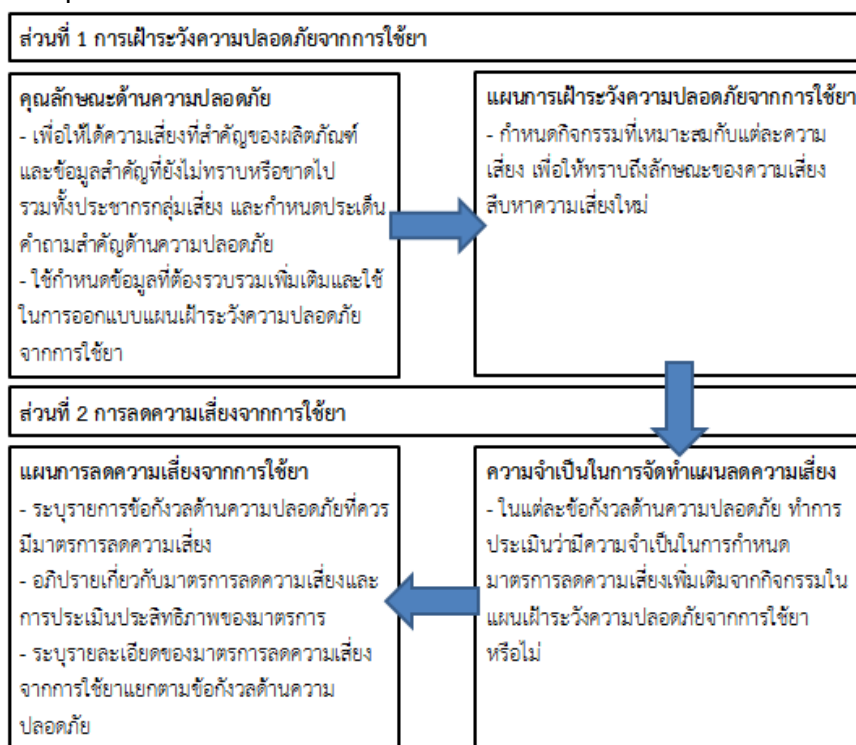 ส่วนที่ 1 การเฝ้าระวังความปลอดภัยจากการใช้ยา
คุณลักษณะด้านความปลอดภัย
- เพื่อให้ได้ความเสี่ยงที่สำคัญของผลิตภัณฑ์
และข้อมูลสำคัญที่ยังไม่ทราบหรือขาดไป
รวมทั้งประชากรกลุ่มเสี่ยง และกำหนดประเด็น
คำถามสำคัญด้านความปลอดภัย
- ใช้กำหนดข้อมูลที่ต้องรวบรวมเพิ่มเติมและใช้
ในการออกแบบแผนเฝ้าระวังความปลอดภัย
จากการใช้ยา
แผนการเฝ้าระวังความปลอดภัยจากการใช้ยา
- กำหนดกิจกรรมที่เหมาะสมกับแต่ละความ
เสี่ยง เพื่อให้ทราบถึงลักษณะของความเสี่ยง
สืบหาความเสี่ยงใหม่
ส่วนที่ 2 การลดความเสี่ยงจากการใช้ยา
แผนการลดความเสี่ยงจากการใช้ยา
- ระบุรายการข้อกังวลด้านความปลอดภัยที่ควร
มีมาตรการลดความเสี่ยง
- อภิปรายเกี่ยวกับมาตรการลดความเสี่ยงและ
การประเมินประสิทธิภาพของมาตรการ
- ระบุรายละเอียดของมาตรการลดความเสี่ยง
จากการใช้ยาแยกตามข้อกังวลด้านความ
ปลอดภัย
ความจำเป็นในการจัดทำแผนลดความเสี่ยง
- ในแต่ละข้อกังวลด้านความปลอดภัย ทำการ
ประเมินว่ามีความจำเป็นในการกำหนด
มาตรการลดความเสี่ยงเพิ่มเติมจากกิจกรรมใน
แผนเฝ้าระวังความปลอดภัยจากการใช้ยา
หรือไม่